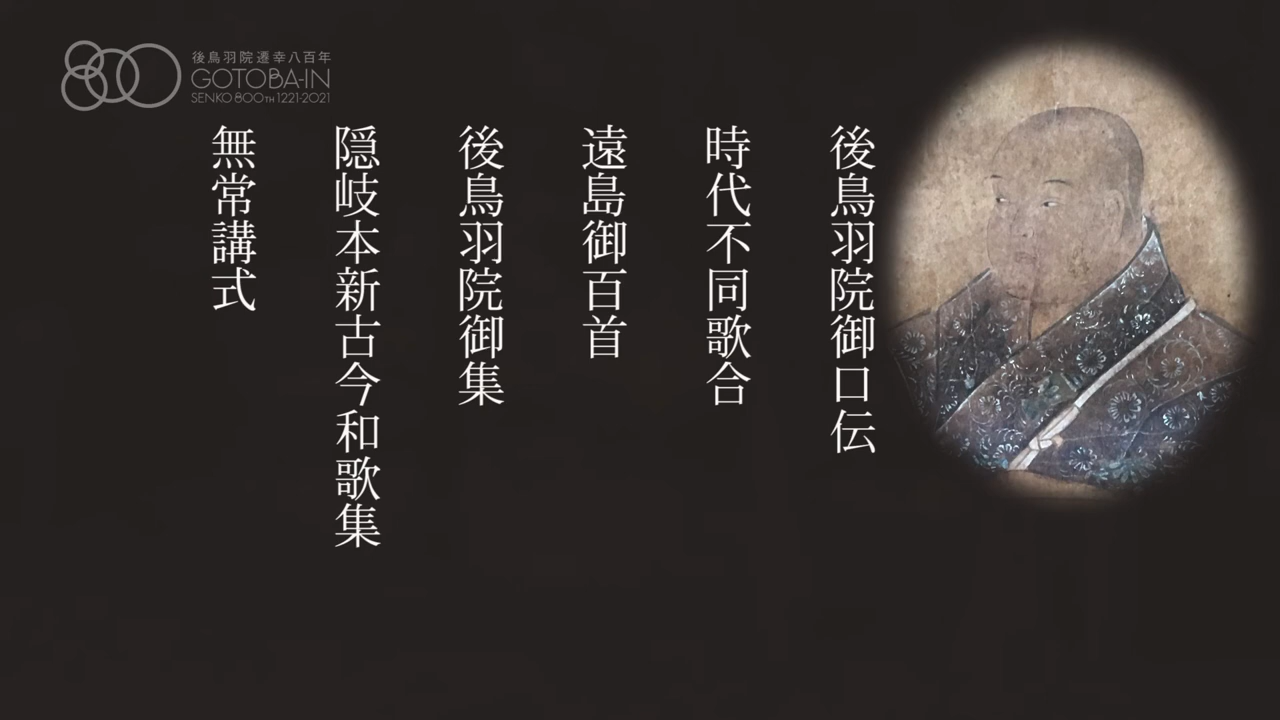 後鳥羽院遷幸八百年
GOTOBA-IN
SENKO 800TH 1221-2021
後鳥羽院御口伝
時代不同歌合
遠島御百首
後鳥羽院御集
隠岐本新古今和歌集
無常講式